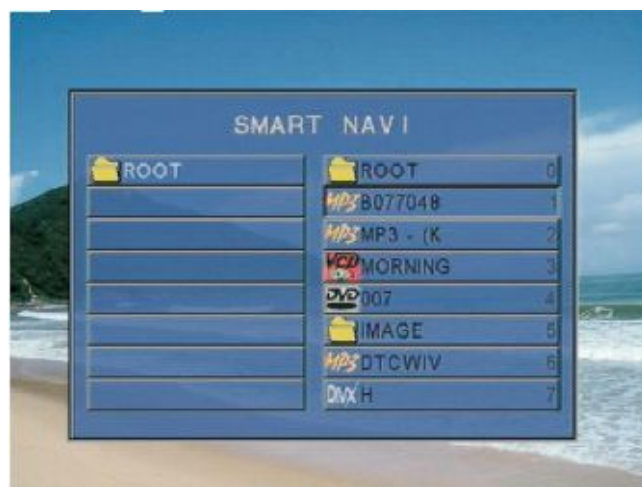 SMART NAVI
ROOT
ROOT 0
MP3 B077048 1
MP3 MP3 - (K 2
VCD MORNING 3
DVD 007 4
IMAGE 5
MP3 DTCWIV 6
DIVX H 7